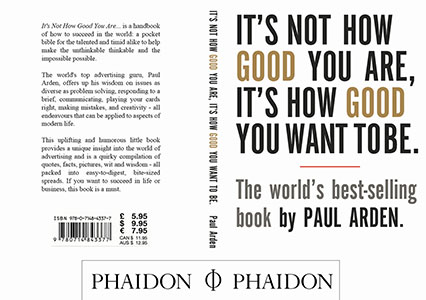 It's Not How Good You Are... is a handbook
of how to succeed in the world: a pocket
bible for the talented and timid alike to help
make the unthinkable thinkable and the
impossible possible.
The world's top advertising guru, Paul
Arden, offers up his wisdom on issues as
diverse as problem solving, responding to a
brief, communicating, playing your cards
right, making mistakes, and creativity - all
endeavours that can be applied to aspects of
modern life.
This uplifting and humorous little book
provides a unique insight into the world of
advertising and is a quirky compilation of
quotes, facts, pictures, wit and wisdom - all
packed into easy-to-digest, bite-sized
spreads. If you want to succeed in life or
business, this book is a must.
ISBN 978-0-7148-4337-7
9 780714 843377
£ 5.95
$ 9.95
€ 7.95
CAN $ 11.95
AUS $ 12.95
IT'S NOT HOW GOOD YOU ARE, IT'S HOW GOOD YOU WANT TO BE. Paul Arden
IT'S NOT HOW
GOOD YOU ARE,
IT'S HOW GOOD
YOU WANT TO BE.
The world's best-selling
book by PAUL ARDEN.
PHAIDON PHAIDON